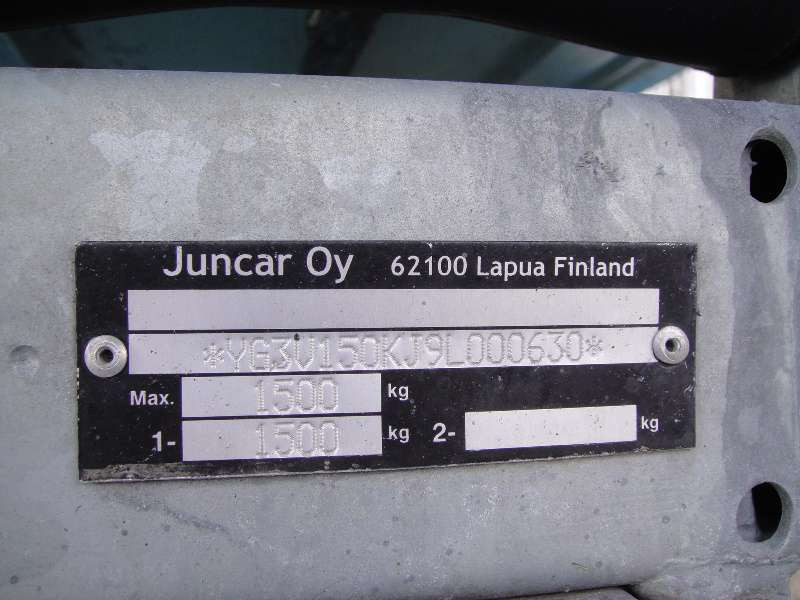 Juncar Oy 62100 Lapua Finland
*YG3V150KJ9L000630*
Max. 1500 kg
1- 1500 kg 2- kg